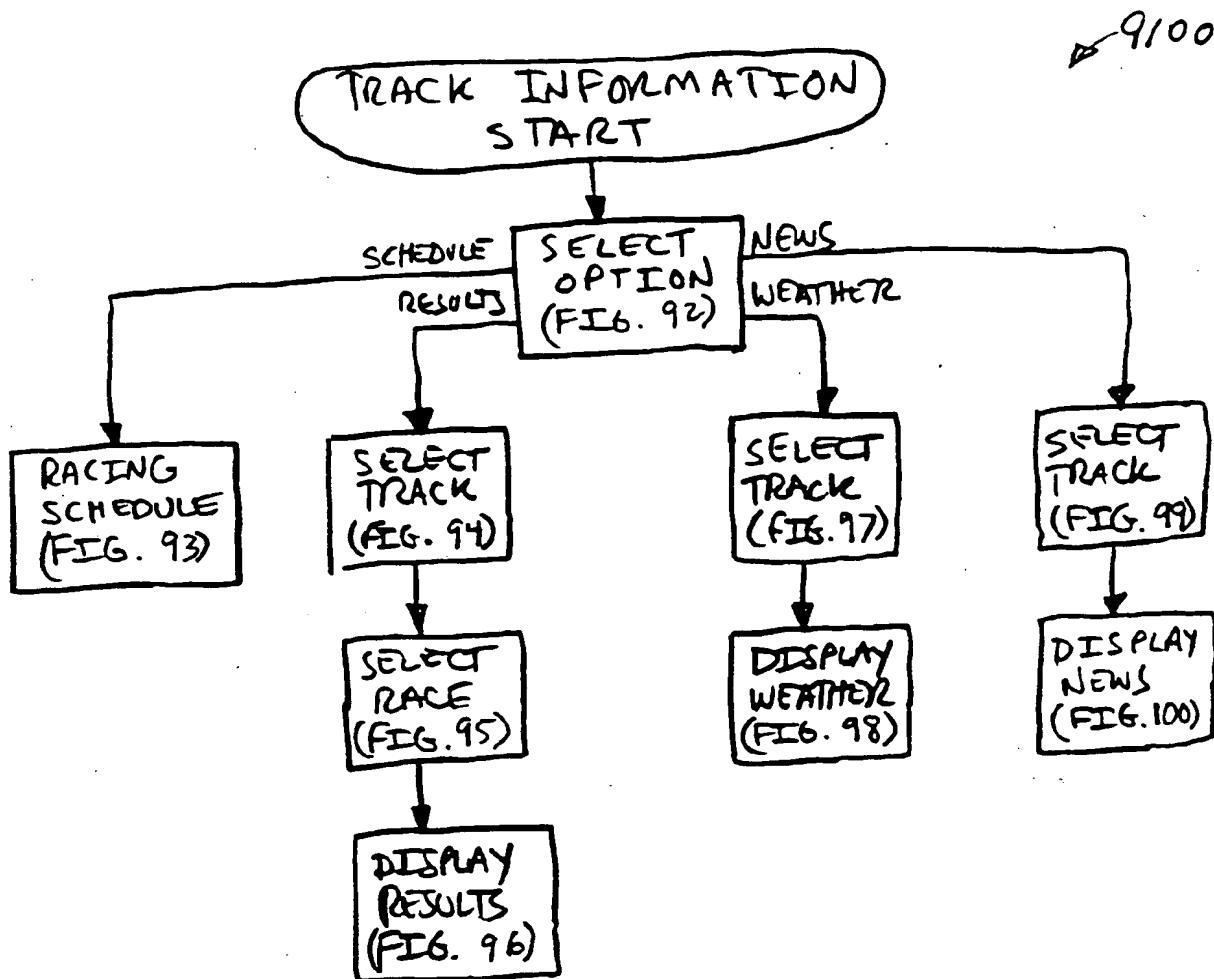 9100
TRACK INFORMATION
START
SELECT
OPTION
(FIG. 92)
SCHEDULE
RESULTS
NEWS
WEATHER
RACING
SCHEDULE
(FIG. 93)
SELECT
TRACK
(FIG. 94)
SELECT
TRACK
(FIG. 97)
SELECT
TRACK
(FIG. 99)
SELECT
RACE
(FIG. 95)
DISPLAY
WEATHER
(FIG. 98)
DISPLAY
NEWS
(FIG. 100)
DISPLAY
RESULTS
(FIG. 96)